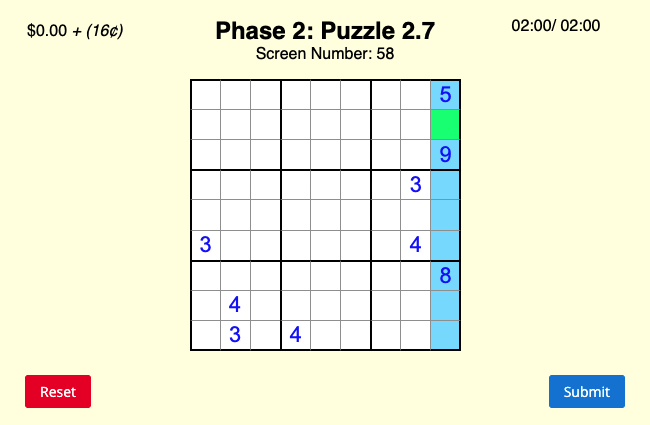 $0.00 + (16¢)
Phase 2: Puzzle 2.7
02:00/ 02:00
Screen Number: 58
5
9
3
3 4
8
4
3 4
Reset
Submit